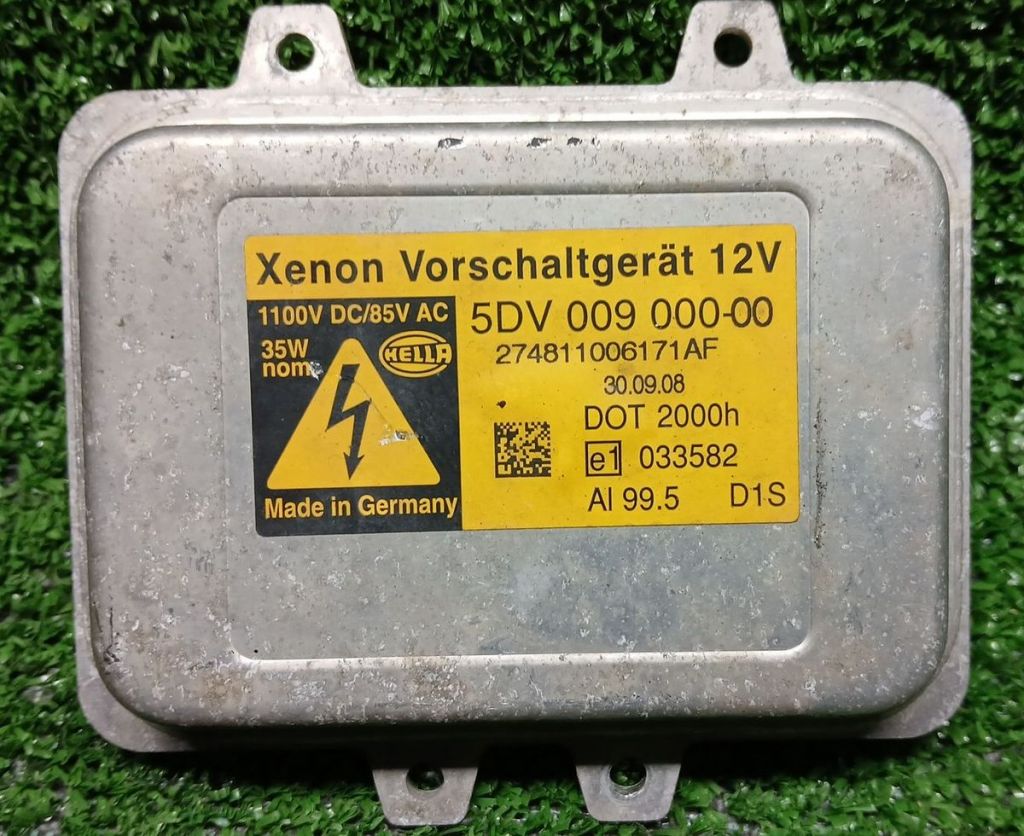 Xenon Vorschaltgerät 12V
1100V DC/85V AC
35W
nom.
HELLA
Made in Germany
5DV 009 000-00
274811006171AF
30.09.08
DOT 2000h
e1 033582
Al 99.5 D1S